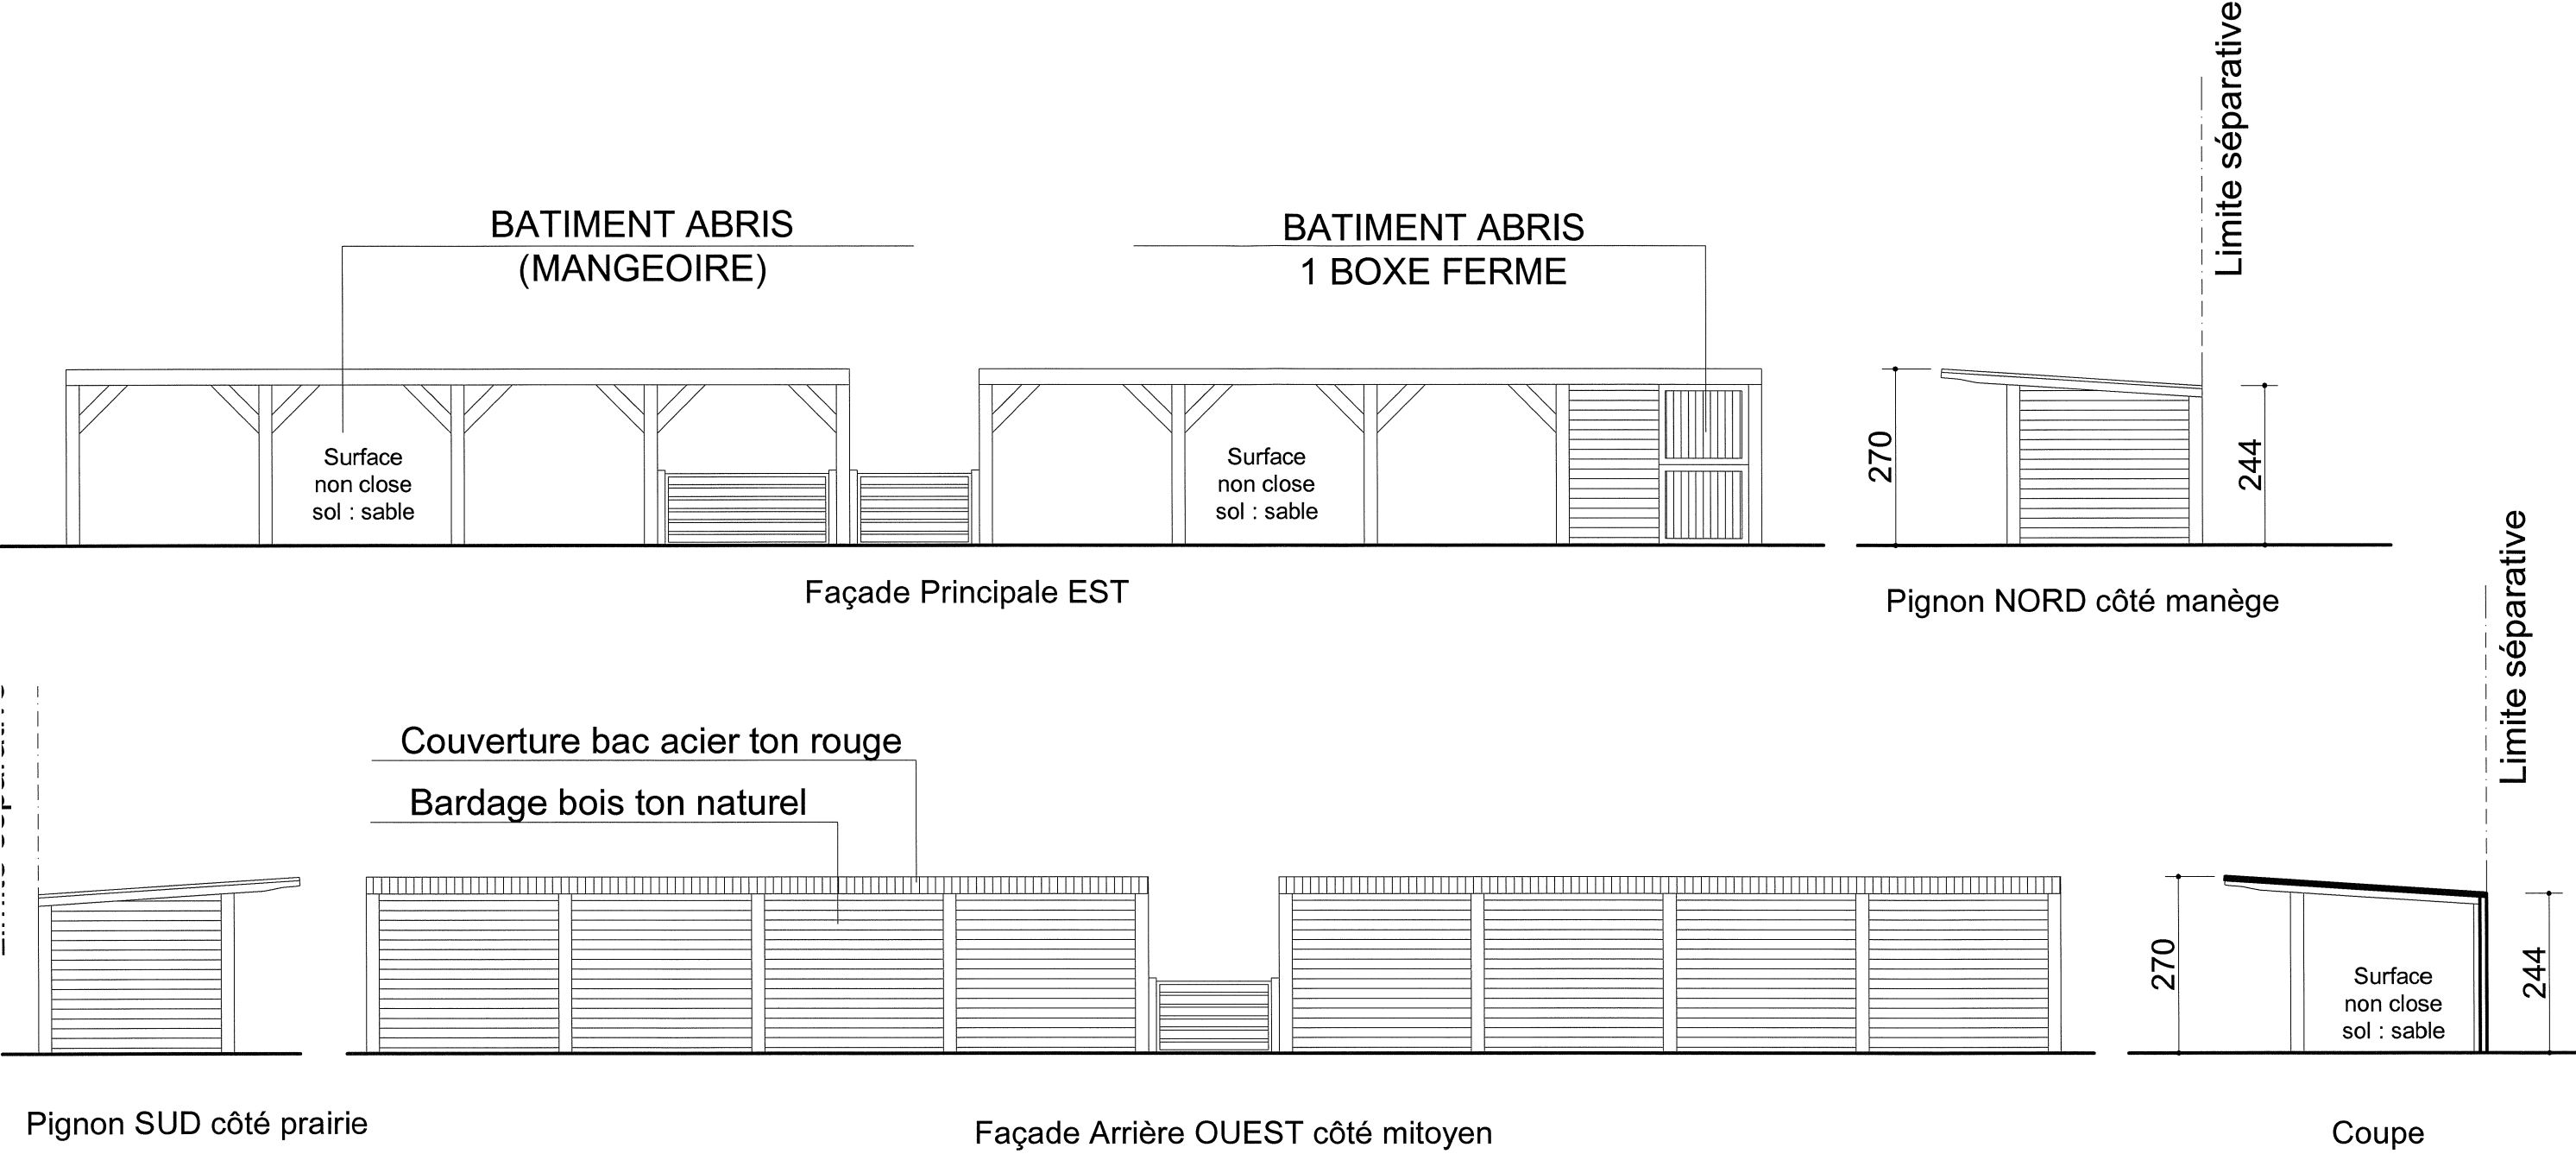 Limite séparative
BATIMENT ABRIS
(MANGEOIRE)
BATIMENT ABRIS
1 BOXE FERME
Surface
non close
sol : sable
Surface
non close
sol : sable
270
244
Façade Principale EST
Pignon NORD côté manège
Limite séparative
Couverture bac acier ton rouge
Bardage bois ton naturel
270
Surface
non close
sol : sable
244
Pignon SUD côté prairie
Façade Arrière OUEST côté mitoyen
Coupe